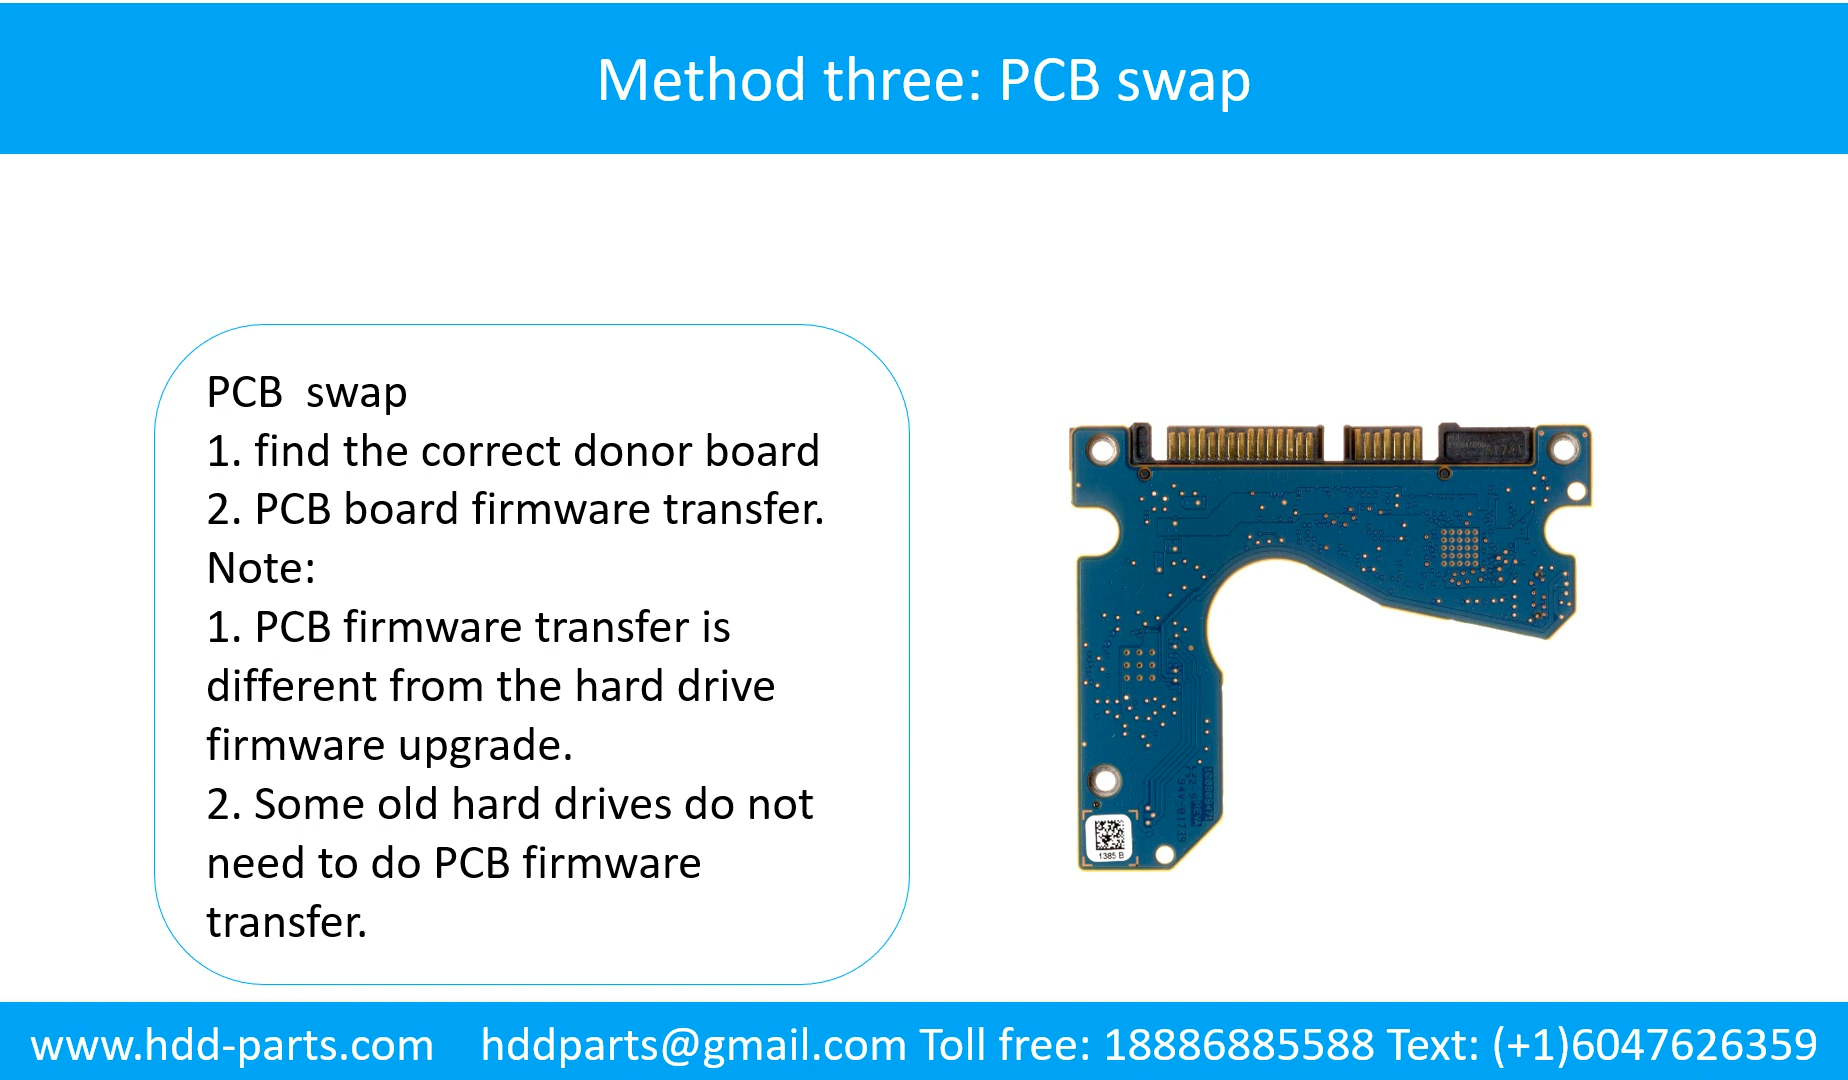 Method three: PCB swap
PCB  swap
1. find the correct donor board
2. PCB board firmware transfer.
Note:
1. PCB firmware transfer is
different from the hard drive
firmware upgrade.
2. Some old hard drives do not
need to do PCB firmware
transfer.
1385 B
www.hdd-parts.com    hddparts@gmail.com Toll free: 18886885588 Text: (+1)6047626359